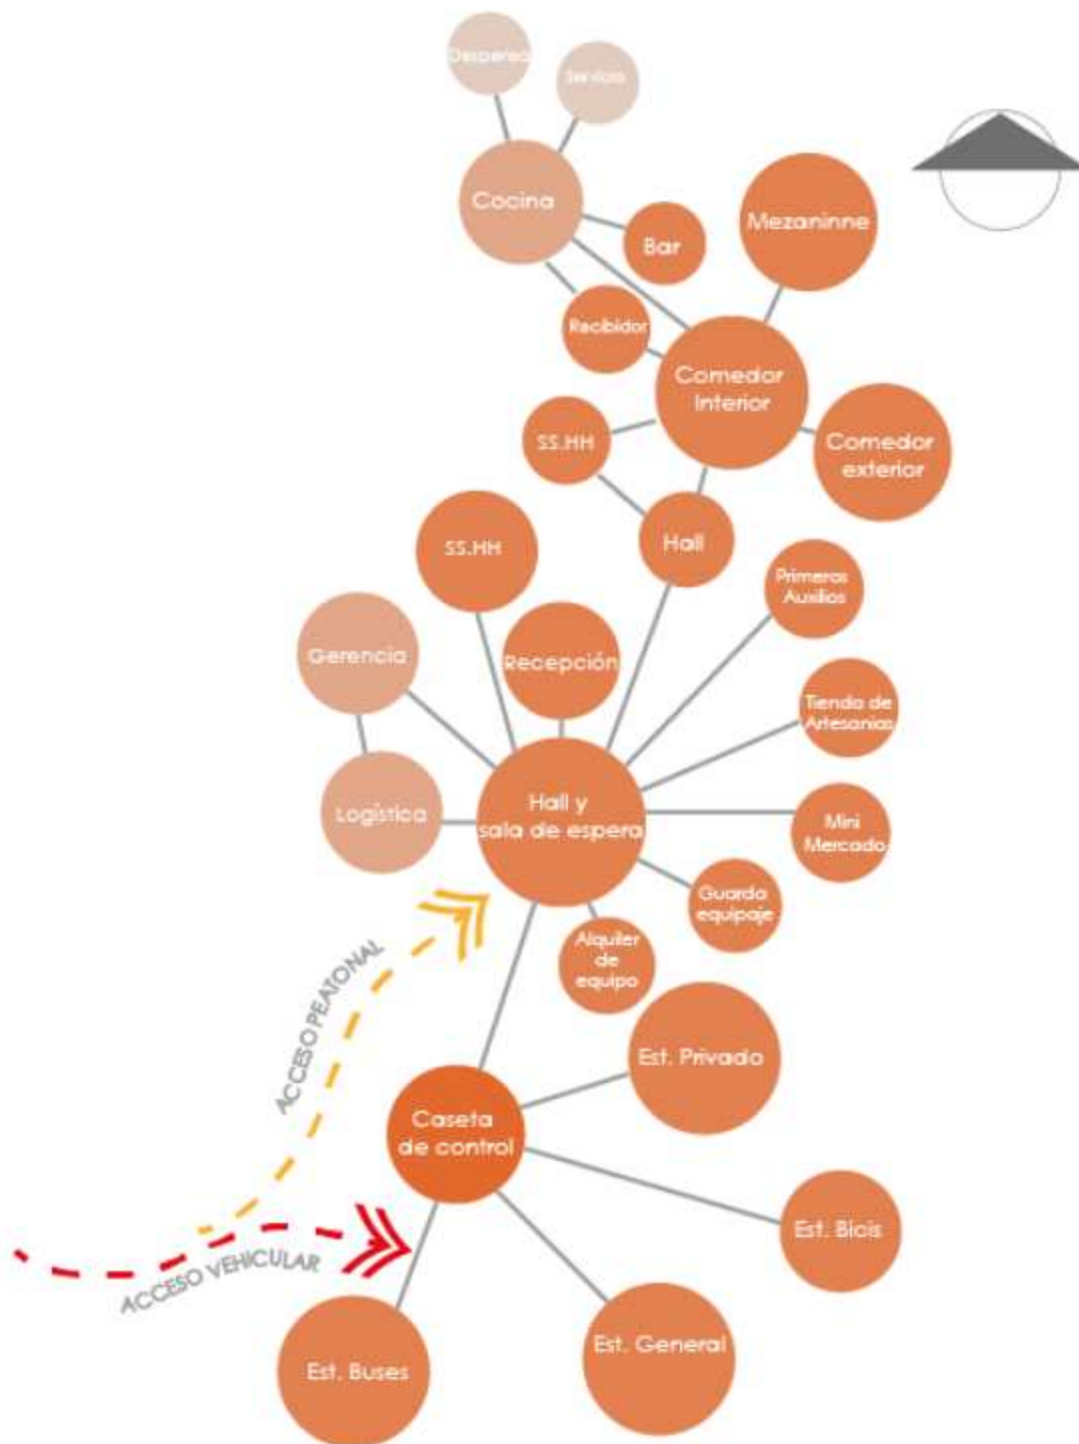 Despensa
Servicio
Cocina
Bar
Mezaninne
Recibidor
Comedor
Interior
SS.HH
Comedor
exterior
Hall
SS.HH
Primeros
Auxilios
Gerencia
Recepción
Tienda de
Artesanias
Logística
Hall y
sala de espera
Mini
Mercado
Guarda
equipaje
Alquiler
de
equipo
ACCESO PEATONAL
Est. Privado
Caseta
de control
Est. Bicis
ACCESO VEHICULAR
Est. General
Est. Buses